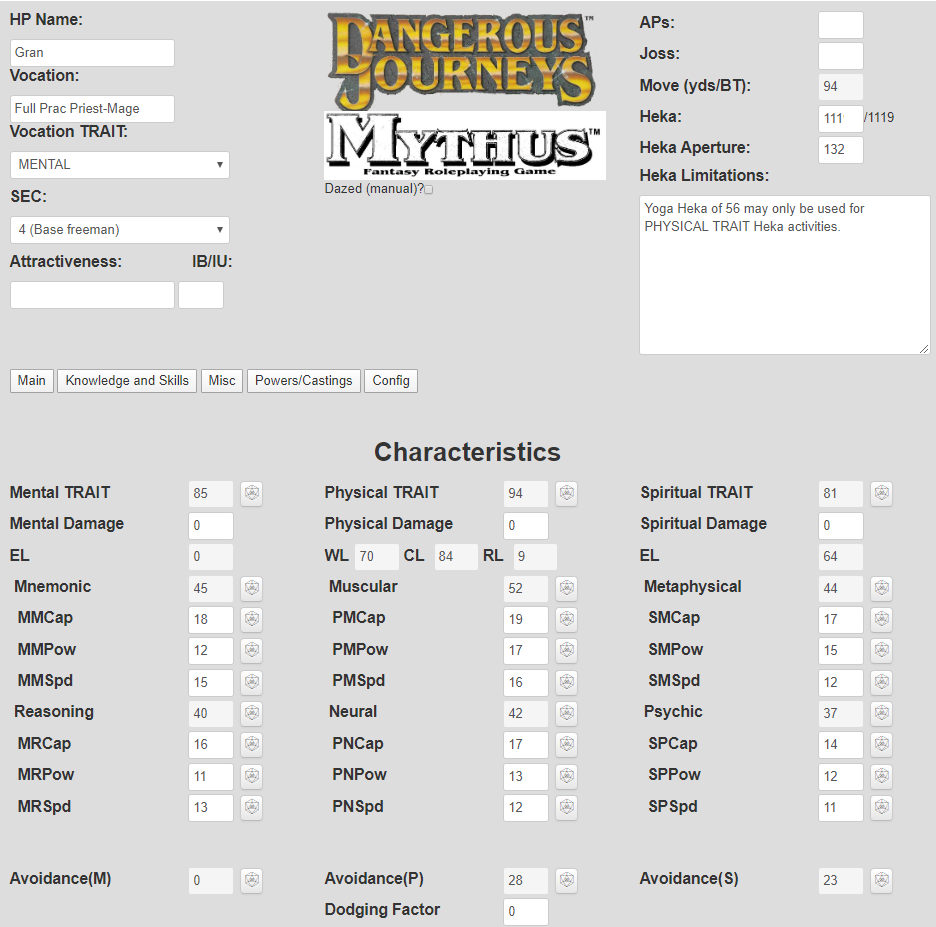 HP Name:
Gran
Vocation:
Full Prac Priest-Mage
Vocation TRAIT:
MENTAL
SEC:
4 (Base freeman)
Attractiveness: IB/IU:
DANGEROUS JOURNEYS™
MYTHUS™
Fantasy Roleplaying Game
Dazed (manual)?
APs:
Joss:
Move (yds/BT): 94
Heka: 111 /1119
Heka Aperture: 132
Heka Limitations:
Yoga Heka of 56 may only be used for
PHYSICAL TRAIT Heka activities.
Main Knowledge and Skills Misc Powers/Castings Config
Characteristics
Mental TRAIT 85 Physical TRAIT 94 Spiritual TRAIT 81
Mental Damage 0 Physical Damage 0 Spiritual Damage 0
EL 0 WL 70 CL 84 RL 9 EL 64
Mnemonic 45 Muscular 52 Metaphysical 44
MMCap 18 PMCap 19 SMCap 17
MMPow 12 PMPow 17 SMPow 15
MMSpd 15 PMSpd 16 SMSpd 12
Reasoning 40 Neural 42 Psychic 37
MRCap 16 PNCap 17 SPCap 14
MRPow 11 PNPow 13 SPPow 12
MRSpd 13 PNSpd 12 SPSpd 11
Avoidance(M) 0 Avoidance(P) 28 Avoidance(S) 23
Dodging Factor 0